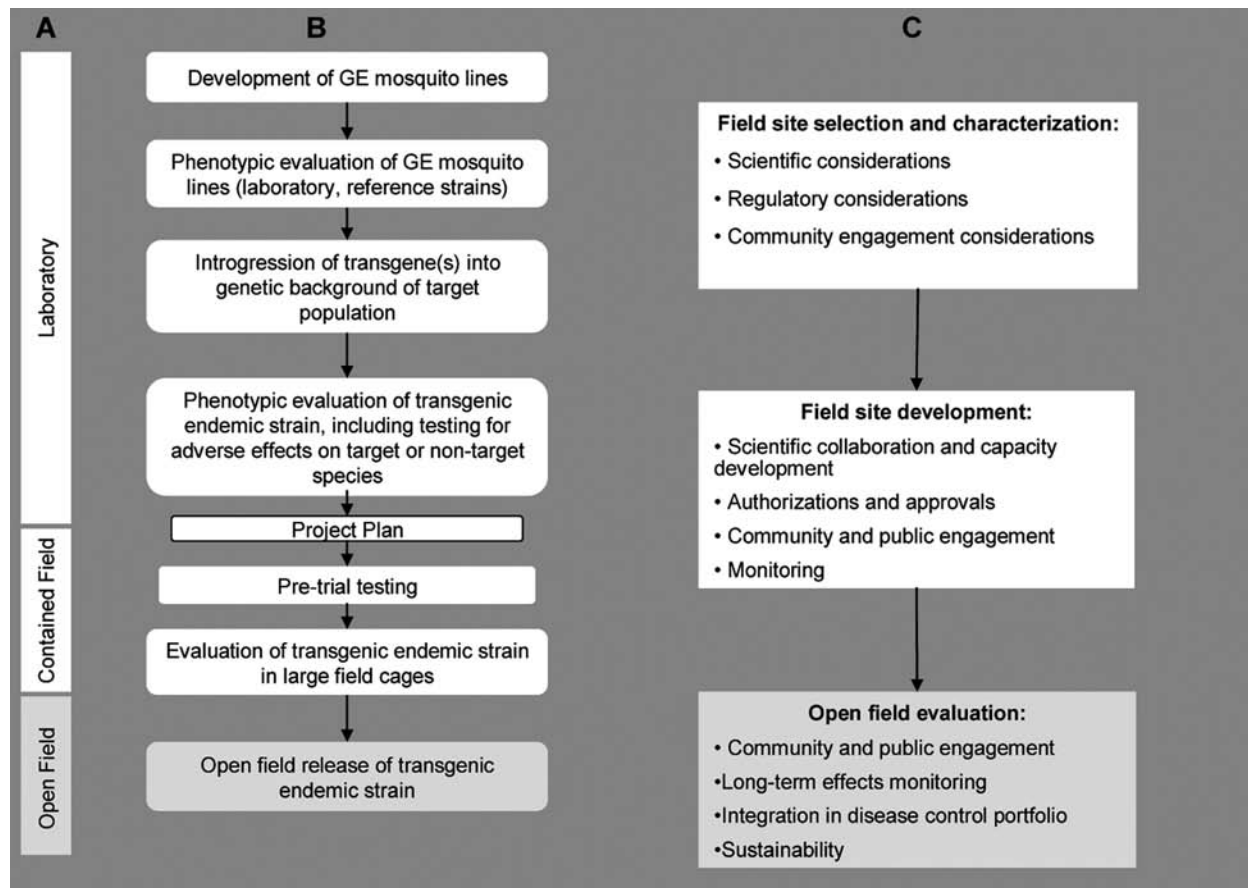 A
B
C
Laboratory
Contained Field
Open Field
Development of GE mosquito lines
Phenotypic evaluation of GE mosquito
lines (laboratory, reference strains)
Introgression of transgene(s) into
genetic background of target
population
Phenotypic evaluation of transgenic
endemic strain, including testing for
adverse effects on target or non-target
species
Project Plan
Pre-trial testing
Evaluation of transgenic endemic strain
in large field cages
Open field release of transgenic
endemic strain
Field site selection and characterization:
• Scientific considerations
• Regulatory considerations
• Community engagement considerations
Field site development:
• Scientific collaboration and capacity
development
• Authorizations and approvals
• Community and public engagement
• Monitoring
Open field evaluation:
• Community and public engagement
•Long-term effects monitoring
• Integration in disease control portfolio
•Sustainability